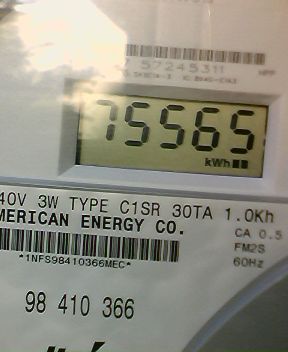 57245311
75565
kWh
40V 3W TYPE C1SR 30TA 1.0Kh
MERICAN ENERGY CO.
CA 0.5
FM2S
*1NFS98410366MEC*
60Hz
98 410 366